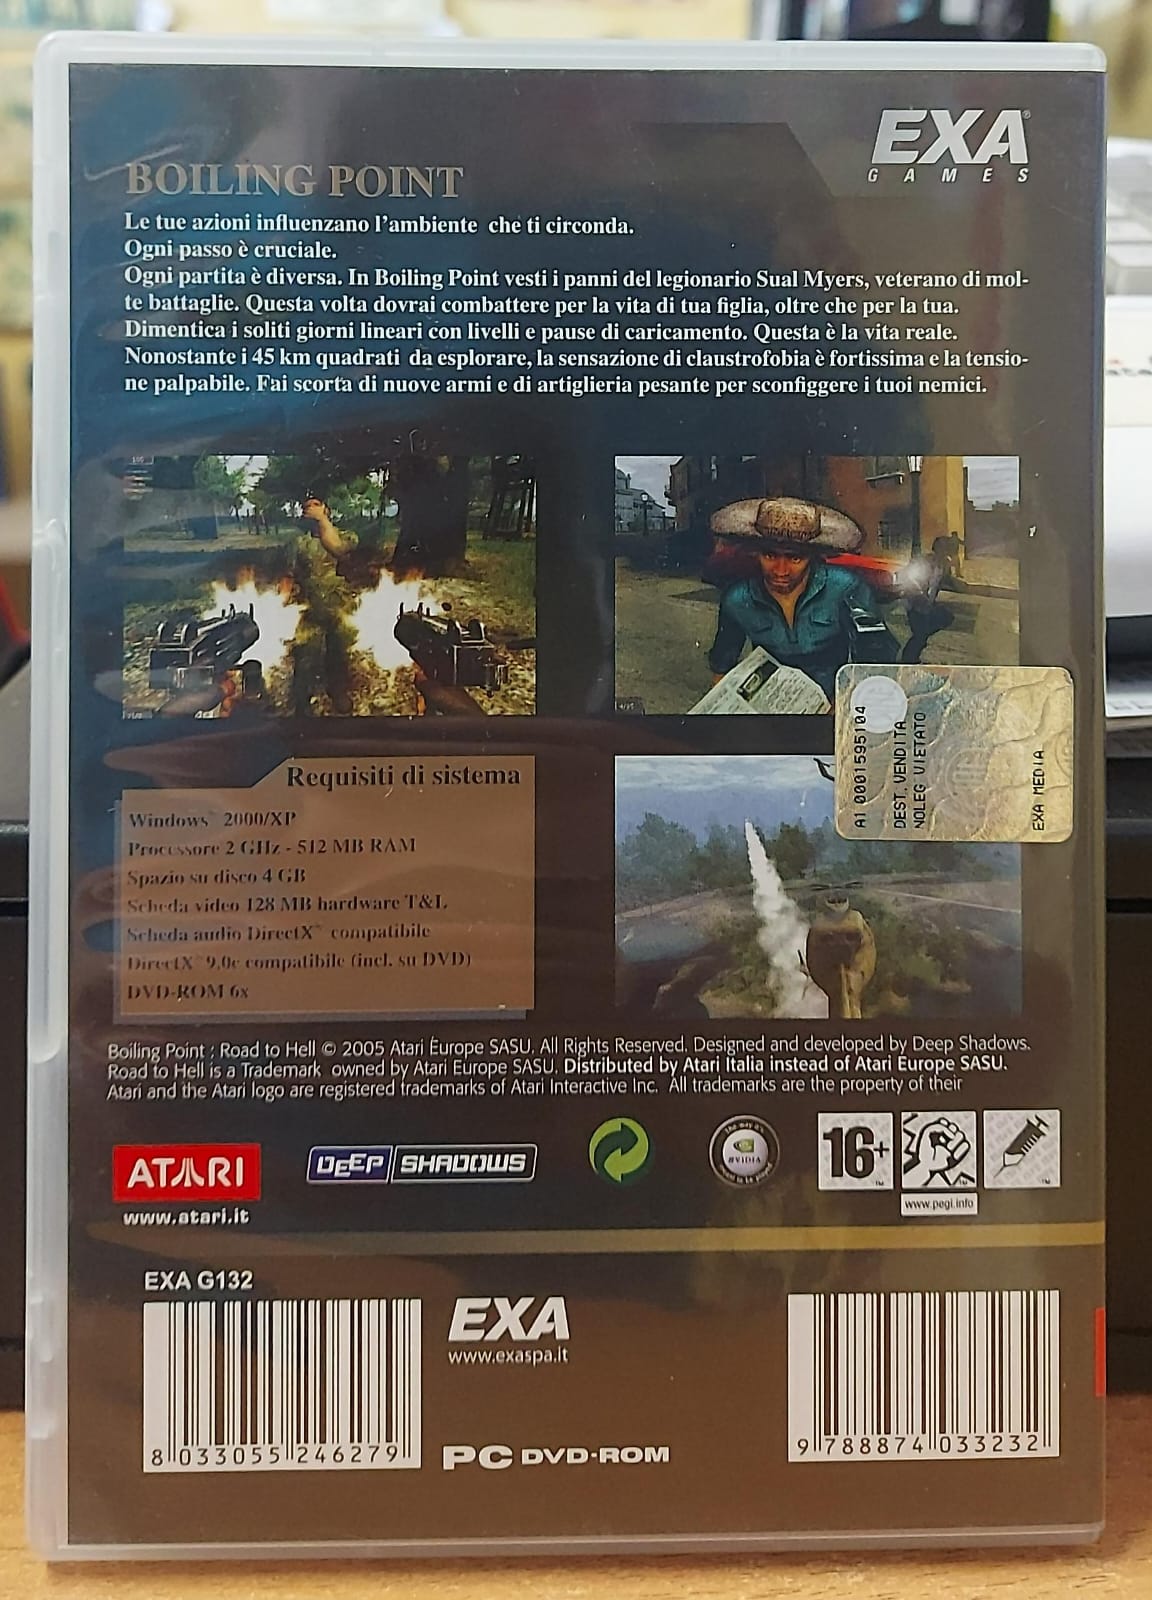 EXA
GAMES
BOILING POINT
Le tue azioni influenzano l'ambiente che ti circonda.
Ogni passo è cruciale.
Ogni partita è diversa. In Boiling Point vesti i panni del legionario Sual Myers, veterano di mol-
te battaglie. Questa volta dovrai combattere per la vita di tua figlia, oltre che per la tua.
Dimentica i soliti giorni lineari con livelli e pause di caricamento. Questa è la vita reale.
Nonostante i 45 km quadrati da esplorare, la sensazione di claustrofobia è fortissima e la tensio-
ne palpabile. Fai scorta di nuove armi e di artiglieria pesante per sconfiggere i tuoi nemici.
A1 0001595104
DEST. VENDITA
NOLEG VIETATO
EXA MEDIA
Requisiti di sistema
Windows™ 2000/XP
Processore 2 GHz - 512 MB RAM
Spazio su disco 4 GB
Scheda video 128 MB hardware T&L
Scheda audio DirectX™ compatibile
DirectX™ 9.0c compatibile (incl. su DVD)
DVD-ROM 6x
Boiling Point : Road to Hell © 2005 Atari Europe SASU. All Rights Reserved. Designed and developed by Deep Shadows.
Road to Hell is a Trademark owned by Atari Europe SASU. Distributed by Atari Italia instead of Atari Europe SASU.
Atari and the Atari logo are registered trademarks of Atari Interactive Inc. All trademarks are the property of their
ATARI
www.atari.it
DEEP SHADOWS
The way it's
NVIDIA
meant to be played
16+
www.pegi.info
EXA G132
8 033055 246279
EXA
www.exaspa.it
PC DVD-ROM
9 788874 033232